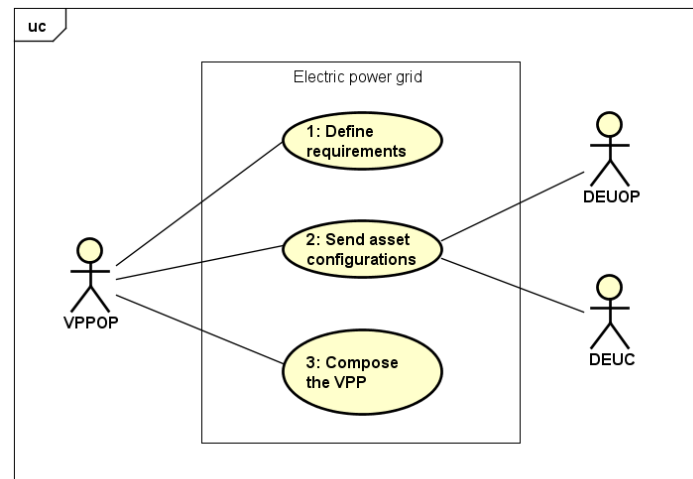 uc
Electric power grid
1: Define
requirements
DEUOP
2: Send asset
configurations
VPPOP
DEUC
3: Compose
the VPP